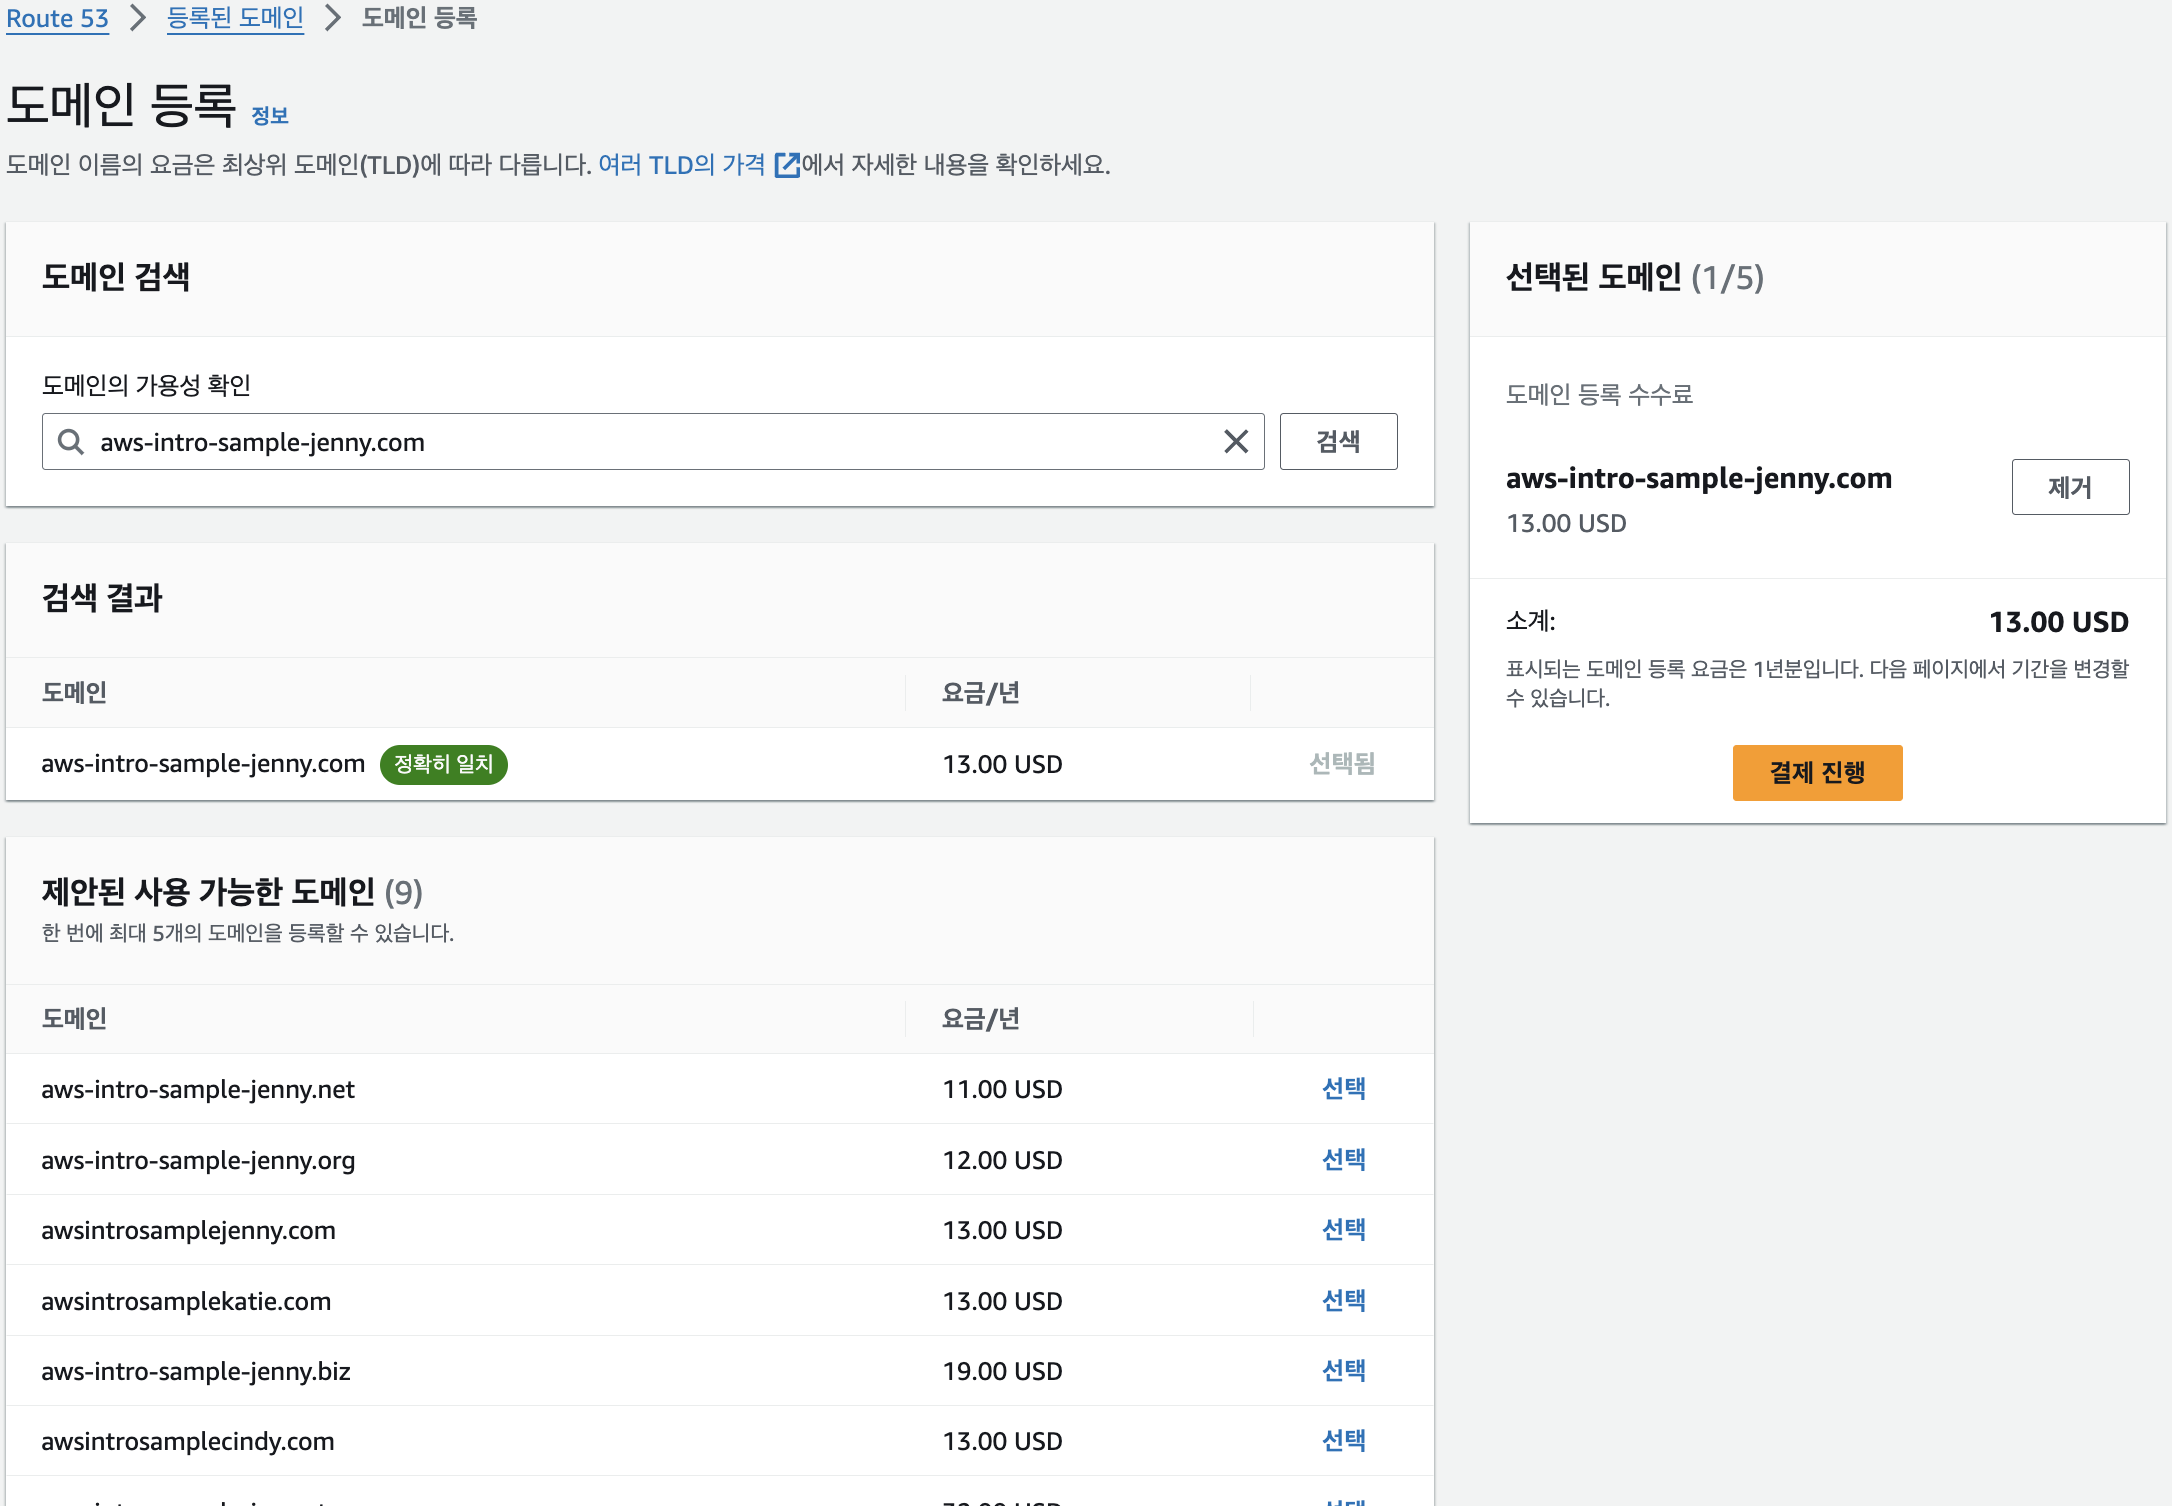 Route 53 > 등록된 도메인 > 도메인 등록
도메인 등록 정보
도메인 이름의 요금은 최상위 도메인(TLD)에 따라 다릅니다. 여러 TLD의 가격에서 자세한 내용을 확인하세요.
도메인 검색
도메인의 가용성 확인
aws-intro-sample-jenny.com
검색
검색 결과
도메인 요금/년
aws-intro-sample-jenny.com 정확히 일치 13.00 USD 선택됨
제안된 사용 가능한 도메인 (9)
한 번에 최대 5개의 도메인을 등록할 수 있습니다.
도메인 요금/년
aws-intro-sample-jenny.net 11.00 USD 선택
aws-intro-sample-jenny.org 12.00 USD 선택
awsintrosamplejenny.com 13.00 USD 선택
awsintrosamplekatie.com 13.00 USD 선택
aws-intro-sample-jenny.biz 19.00 USD 선택
awsintrosamplecindy.com 13.00 USD 선택
선택된 도메인 (1/5)
도메인 등록 수수료
aws-intro-sample-jenny.com
13.00 USD
제거
소계: 13.00 USD
표시되는 도메인 등록 요금은 1년분입니다. 다음 페이지에서 기간을 변경할
수 있습니다.
결제 진행